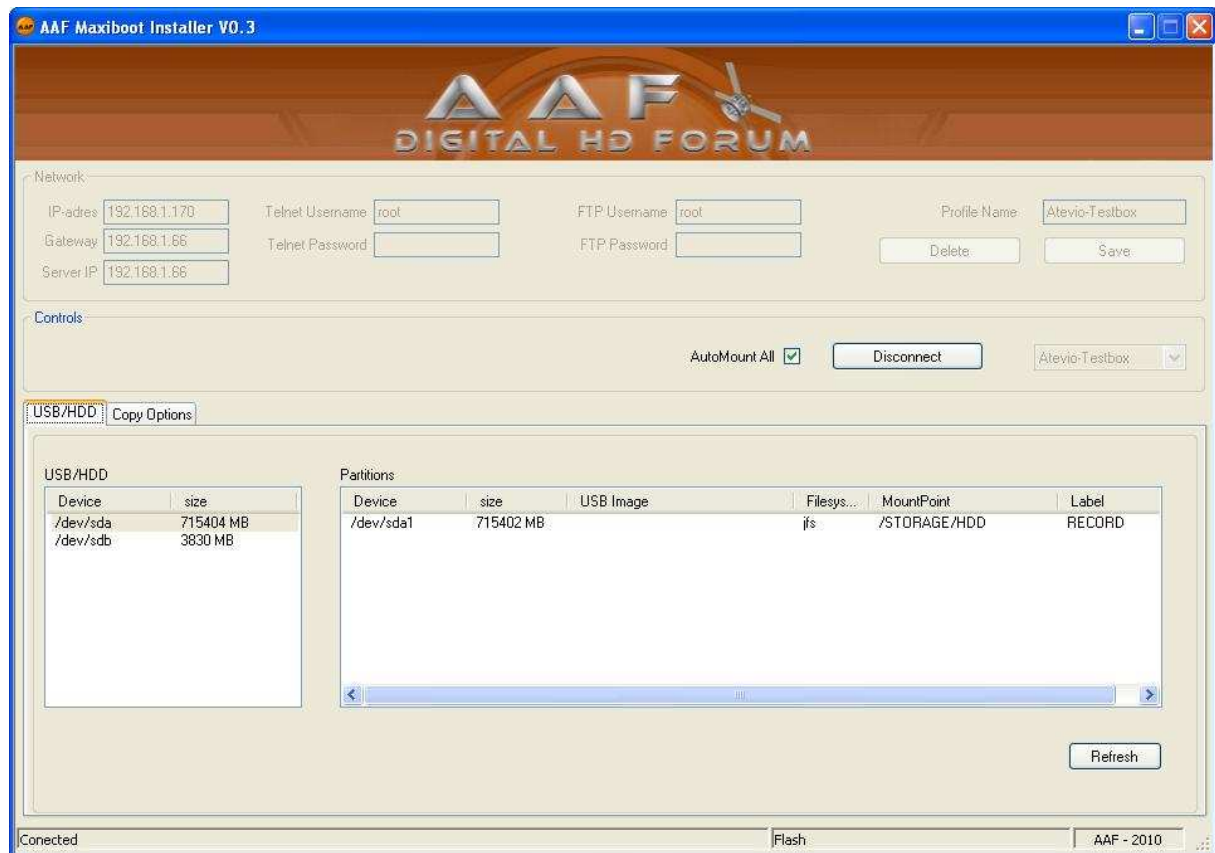 AAF AAF Maxiboot Installer V0.3
AAF
DIGITAL HD FORUM
Network
IP-adres 192.168.1.170 Telnet Username root FTP Username root Profile Name Atevio-Testbox
Gateway 192.168.1.66 Telnet Password FTP Password Delete Save
Server IP 192.168.1.66
Controls
AutoMount All Disconnect Atevio-Testbox
USB/HDD Copy Options
USB/HDD Partitions
Device size Device size USB Image Filesys... MountPoint Label
/dev/sda 715404 MB /dev/sda1 715402 MB jfs /STORAGE/HDD RECORD
/dev/sdb 3830 MB
Refresh
Conected Flash AAF - 2010